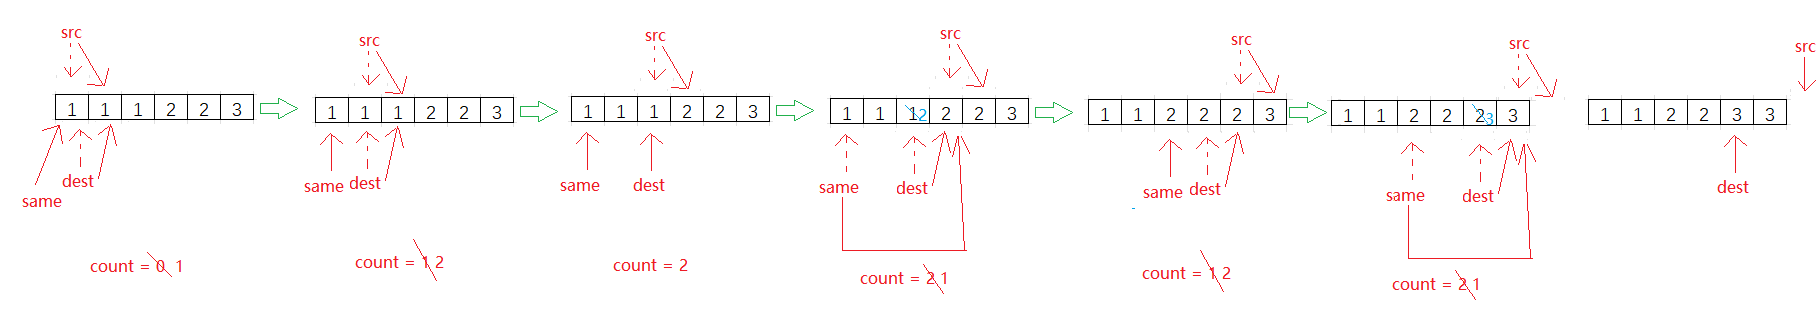 src
1 1 1 2 2 3
same
dest
count = 0 1
src
1 1 1 2 2 3
same
dest
count = 1 2
src
1 1 1 2 2 3
same
dest
count = 2
src
1 1 1 2 2 2 3
same
dest
count = 2 1
src
1 1 2 2 2 3
same
dest
count = 1 2
src
1 1 2 2 2 3 3
same
dest
count = 2 1
src
1 1 2 2 3 3
dest